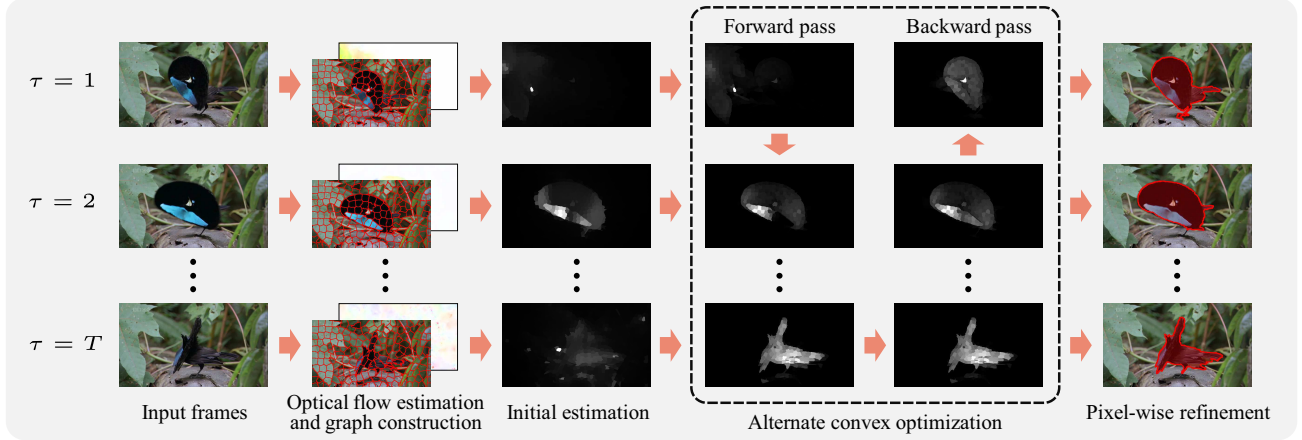 Forward pass
Backward pass
τ = 1
τ = 2
τ = T
Input frames
Optical flow estimation
and graph construction
Initial estimation
Alternate convex optimization
Pixel-wise refinement